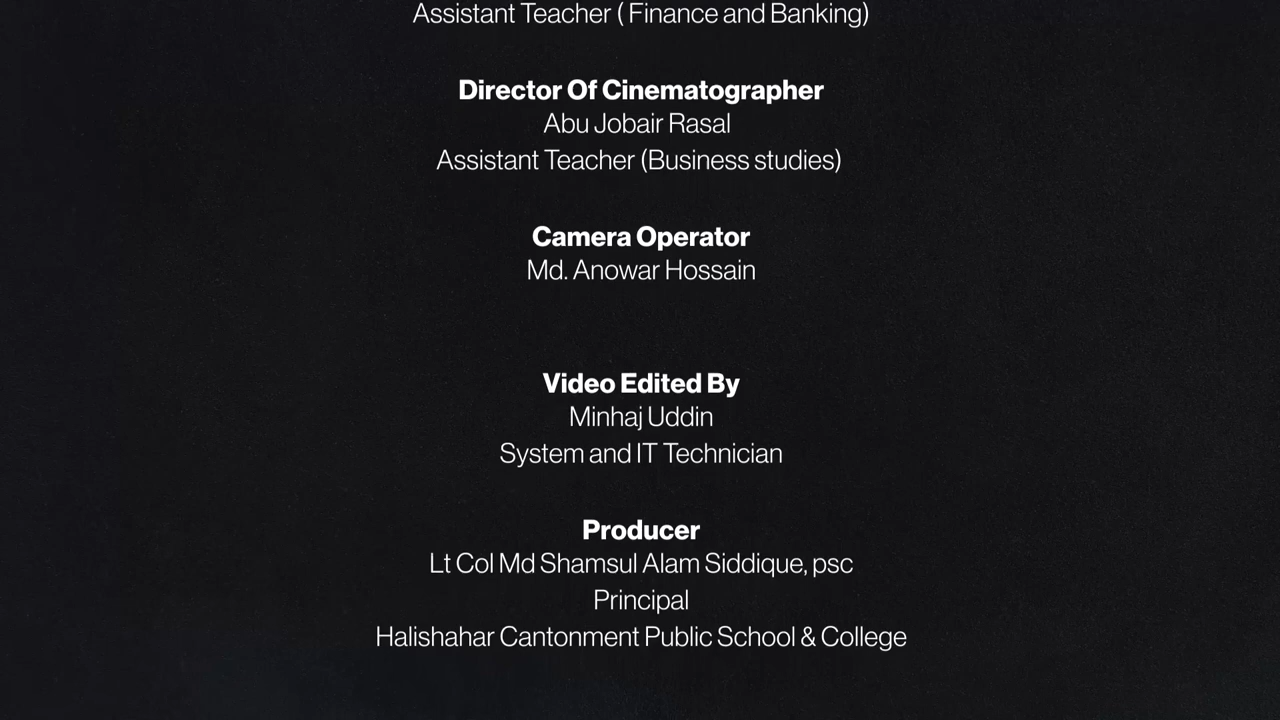 Assistant Teacher ( Finance and Banking)
Director Of Cinematographer
Abu Jobair Rasal
Assistant Teacher (Business studies)
Camera Operator
Md. Anowar Hossain
Video Edited By
Minhaj Uddin
System and IT Technician
Producer
Lt Col Md Shamsul Alam Siddique, psc
Principal
Halishahar Cantonment Public School & College